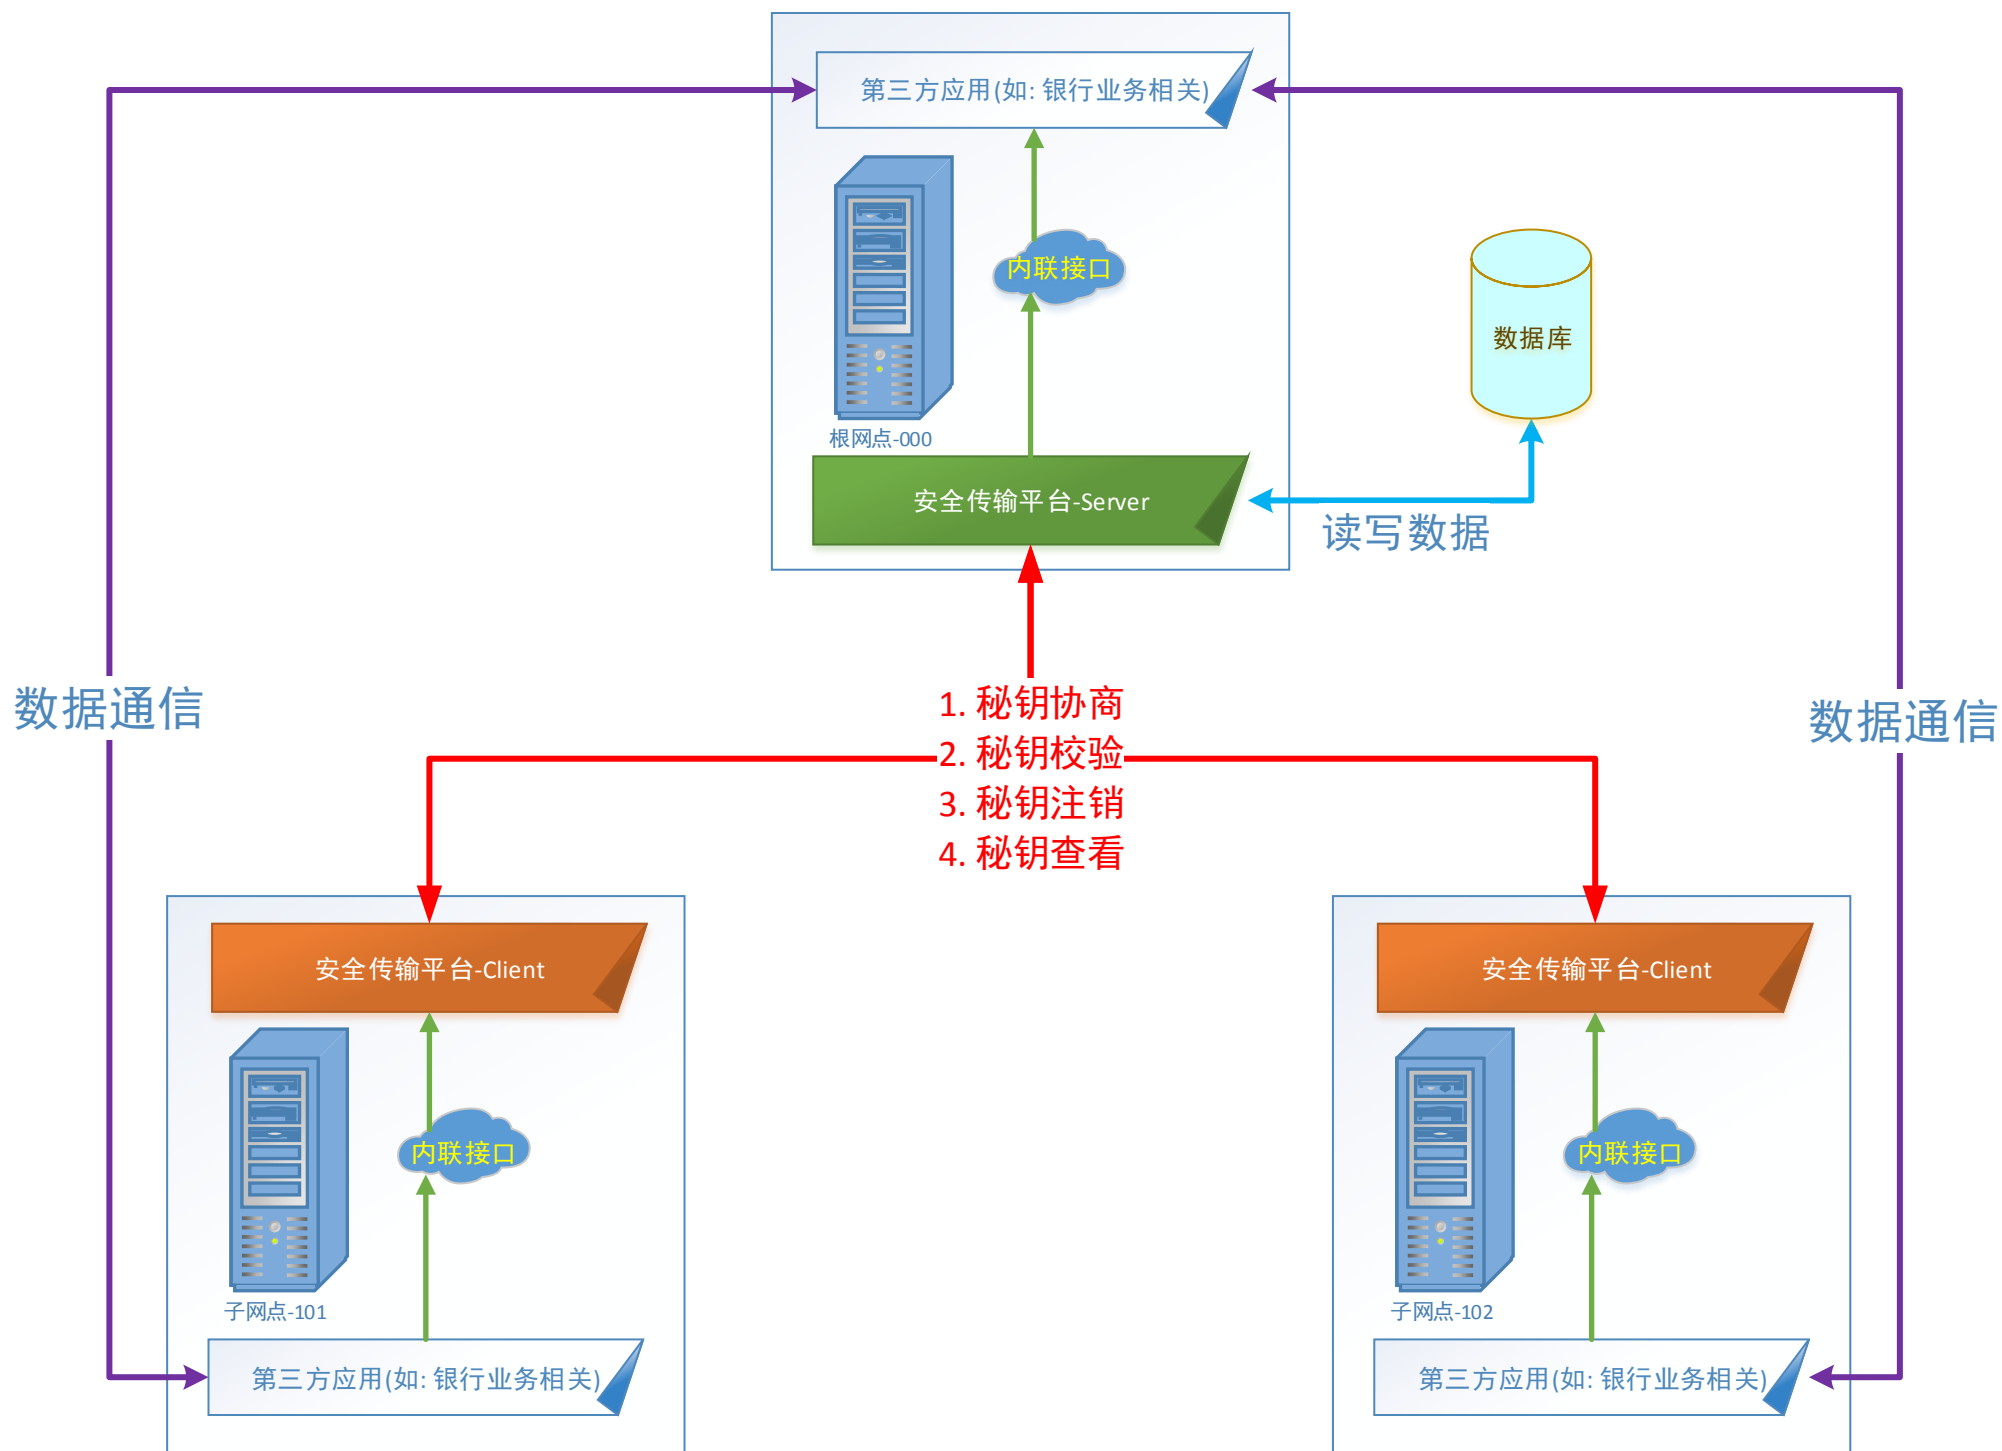 第三方应用(如: 银行业务相关)
内联接口
数据库
根网点-000
安全传输平台-Server
读写数据
数据通信
1. 秘钥协商
2. 秘钥校验
3. 秘钥注销
4. 秘钥查看
数据通信
安全传输平台-Client
安全传输平台-Client
内联接口
内联接口
子网点-101
子网点-102
第三方应用(如: 银行业务相关)
第三方应用(如: 银行业务相关)